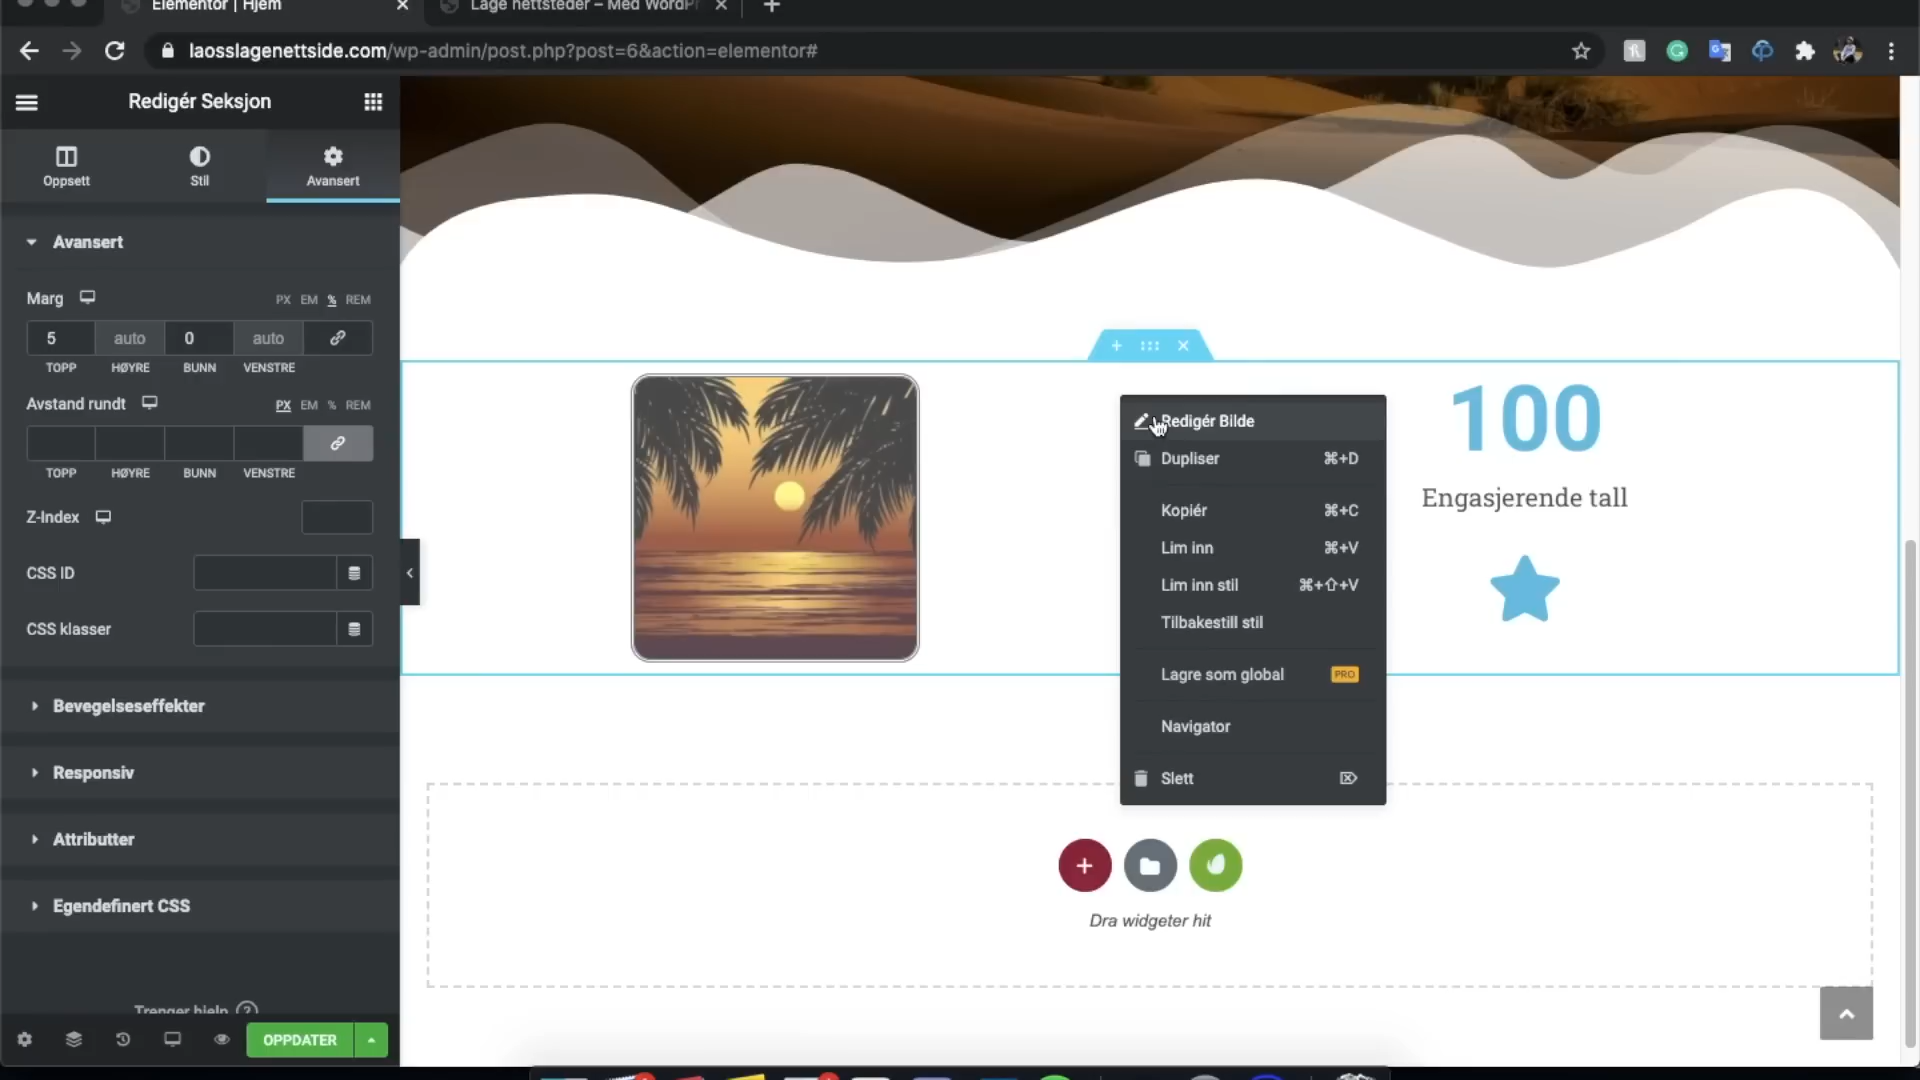 Elementor | Hjem
Lage nettsteder – Med WordPr
laosslagenettside.com/wp-admin/post.php?post=6&action=elementor#
Redigér Seksjon
Oppsett
Stil
Avansert
Avansert
Marg
PX EM % REM
5 auto 0 auto
TOPP HØYRE BUNN VENSTRE
Avstand rundt
PX EM % REM
TOPP HØYRE BUNN VENSTRE
Z-Index
CSS ID
CSS klasser
Bevegelseseffekter
Responsiv
Attributter
Egendefinert CSS
Trenger hjelp ?
OPPDATER
Redigér Bilde
Dupliser ⌘+D
Kopiér ⌘+C
Lim inn ⌘+V
Lim inn stil ⌘+⇧+V
Tilbakestill stil
Lagre som global PRO
Navigator
Slett ⌦
100
Engasjerende tall
Dra widgeter hit